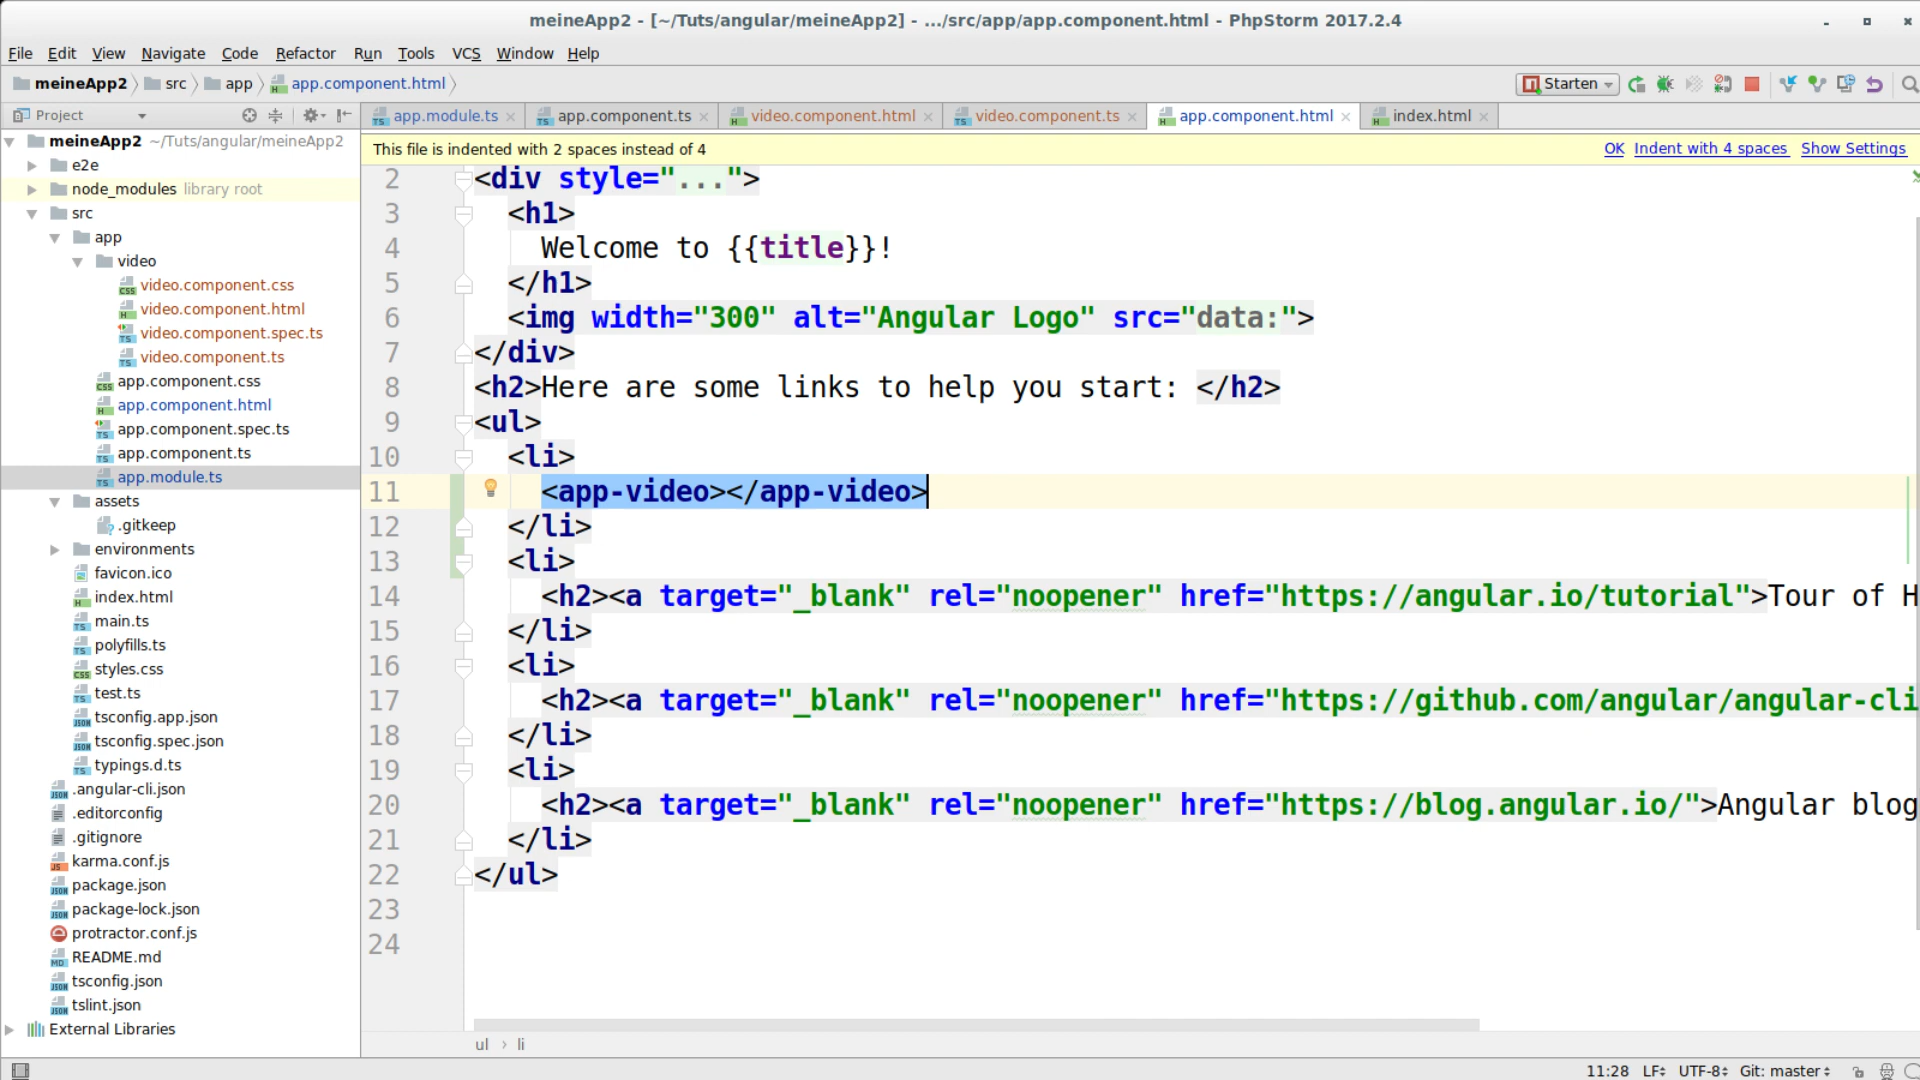 meineApp2 - [~/Tuts/angular/meineApp2] - .../src/app/app.component.html - PhpStorm 2017.2.4
File Edit View Navigate Code Refactor Run Tools VCS Window Help
meineApp2 src app app.component.html Starten
Project app.module.ts app.component.ts video.component.html video.component.ts app.component.html index.html
This file is indented with 2 spaces instead of 4 OK Indent with 4 spaces Show Settings
meineApp2 ~/Tuts/angular/meineApp2
e2e
node_modules library root
src
app
video
video.component.css
video.component.html
video.component.spec.ts
video.component.ts
app.component.css
app.component.html
app.component.spec.ts
app.component.ts
app.module.ts
assets
.gitkeep
environments
favicon.ico
index.html
main.ts
polyfills.ts
styles.css
test.ts
tsconfig.app.json
tsconfig.spec.json
typings.d.ts
.angular-cli.json
.editorconfig
.gitignore
karma.conf.js
package.json
package-lock.json
protractor.conf.js
README.md
tsconfig.json
tslint.json
External Libraries
2 <div style="...">
3 <h1>
4 Welcome to {{title}}!
5 </h1>
6 <img width="300" alt="Angular Logo" src="data:">
7 </div>
8 <h2>Here are some links to help you start: </h2>
9 <ul>
10 <li>
11 <app-video></app-video>
12 </li>
13 <li>
14 <h2><a target="_blank" rel="noopener" href="https://angular.io/tutorial">Tour of H
15 </li>
16 <li>
17 <h2><a target="_blank" rel="noopener" href="https://github.com/angular/angular-cli
18 </li>
19 <li>
20 <h2><a target="_blank" rel="noopener" href="https://blog.angular.io/">Angular blog
21 </li>
22 </ul>
23
24
ul › li
11:28 LF UTF-8 Git: master